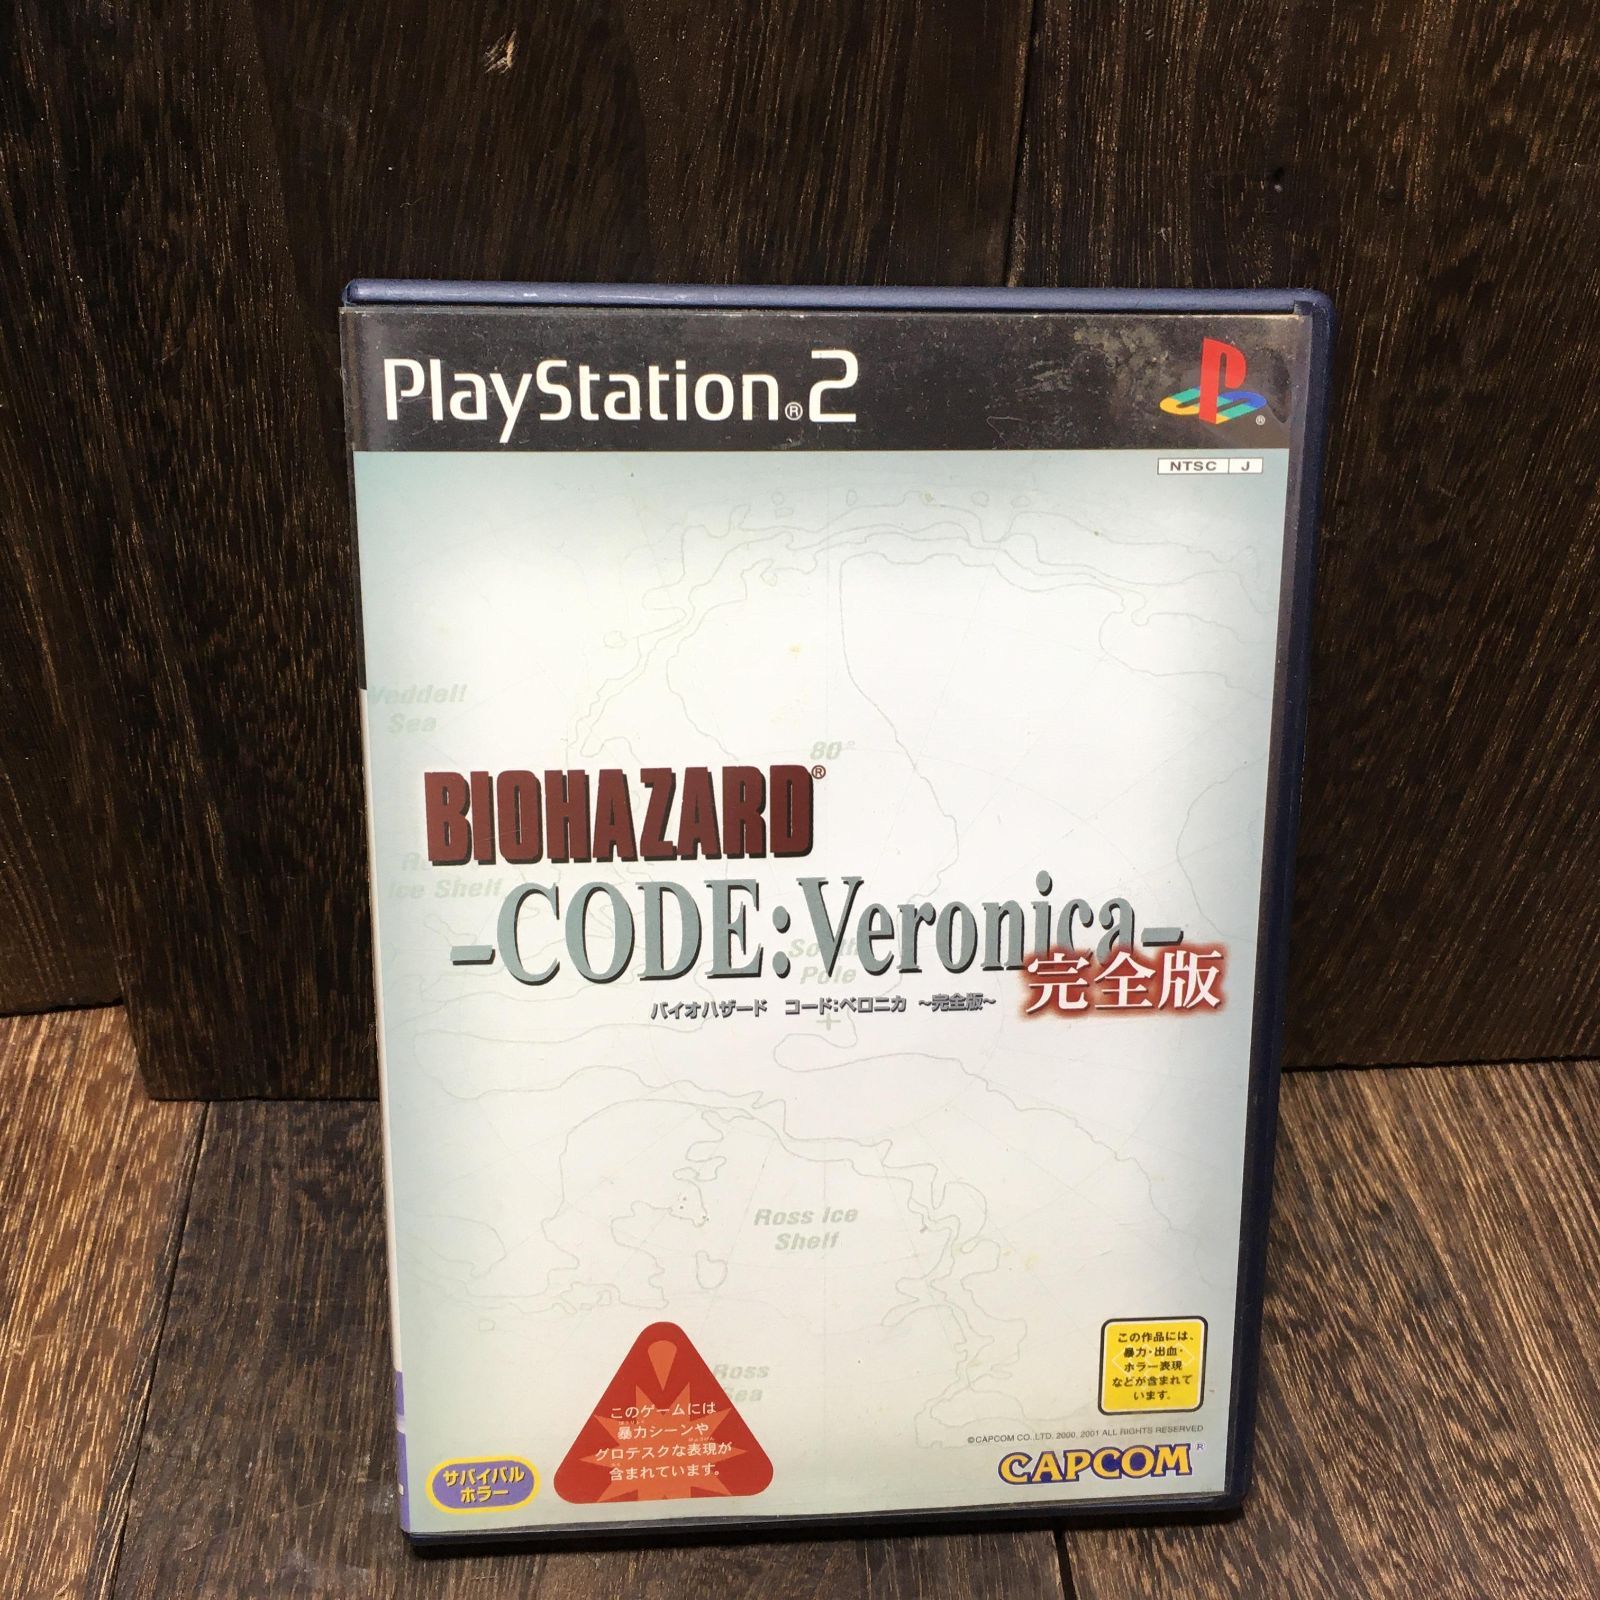 PlayStation®2
NTSC J
Weddell
Sea
80°
BIOHAZARD®
Ice Shelf
-CODE:Veronica-
South
Pole
完全版
バイオハザード コード:ベロニカ ～完全版～
Ross Ice
Shelf
Ross
Sea
このゲームには
暴力シーンや
グロテスクな表現が
含まれています。
この作品には、
暴力・出血・
ホラー表現
などが含まれて
います。
©CAPCOM CO.,LTD. 2000, 2001 ALL RIGHTS RESERVED
CAPCOM®
サバイバル
ホラー